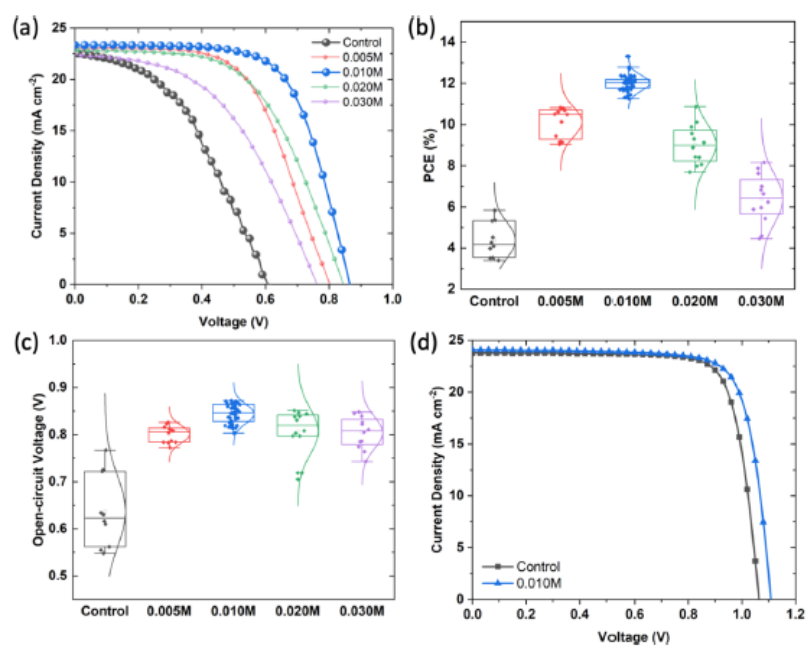 (a)
25
20
15
10
5
0
0.0 0.2 0.4 0.6 0.8 1.0
Current Density (mA cm⁻²)
Voltage (V)
Control
0.005M
0.010M
0.020M
0.030M
(b)
16
14
12
10
8
6
4
2
PCE (%)
Control 0.005M 0.010M 0.020M 0.030M
(c)
1.0
0.9
0.8
0.7
0.6
0.5
Open-circuit Voltage (V)
Control 0.005M 0.010M 0.020M 0.030M
(d)
25
20
15
10
5
0
0.0 0.2 0.4 0.6 0.8 1.0 1.2
Current Density (mA cm⁻²)
Voltage (V)
Control
0.010M